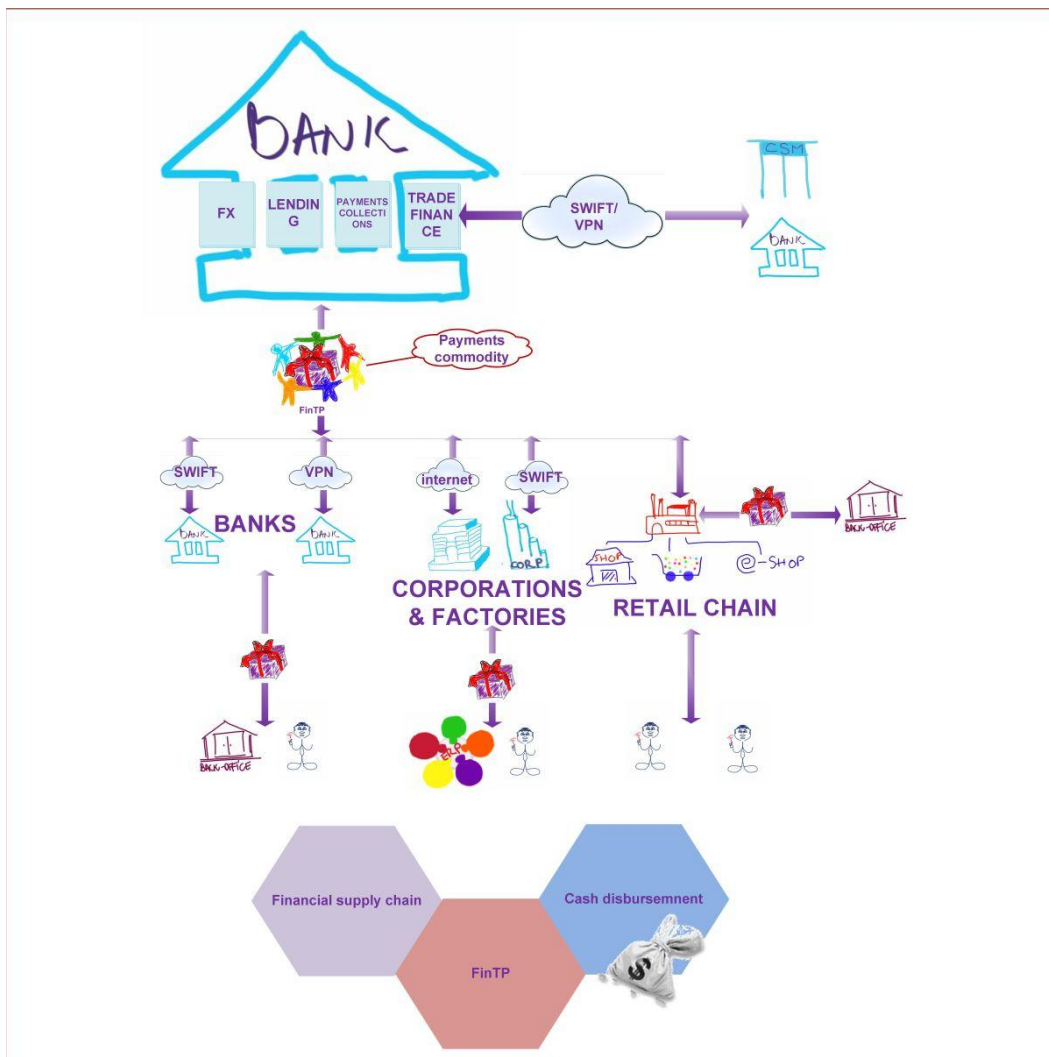 BANK
FX
LENDIN
G
PAYMENTS
COLLECTI
ONS
TRADE
FINAN
CE
SWIFT/
VPN
CSM
BANK
Payments
commodity
FinTP
SWIFT
VPN
internet
SWIFT
BANK
BANKS
BANK
CORP
SHOP
@-SHOP
BACK-OFFICE
CORPORATIONS
& FACTORIES
RETAIL CHAIN
BACK-OFFICE
ERP
Financial supply chain
Cash disbursemnent
FinTP
$